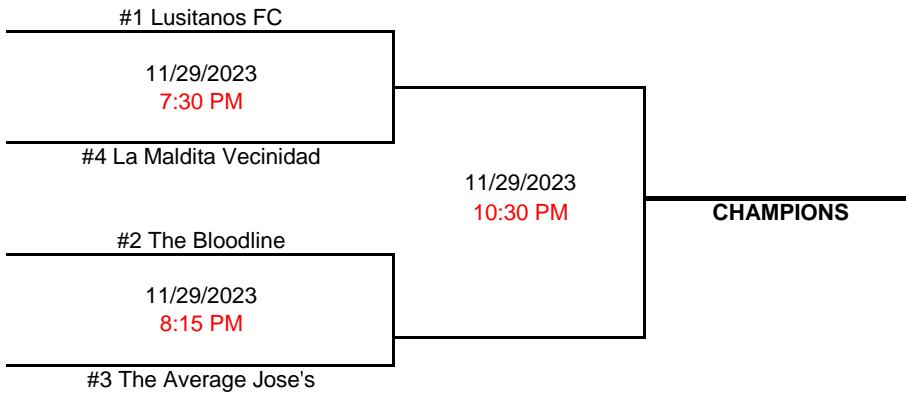 #1 Lusitanos FC
11/29/2023
7:30 PM
#4 La Maldita Vecinidad
11/29/2023
10:30 PM
CHAMPIONS
#2 The Bloodline
11/29/2023
8:15 PM
#3 The Average Jose's